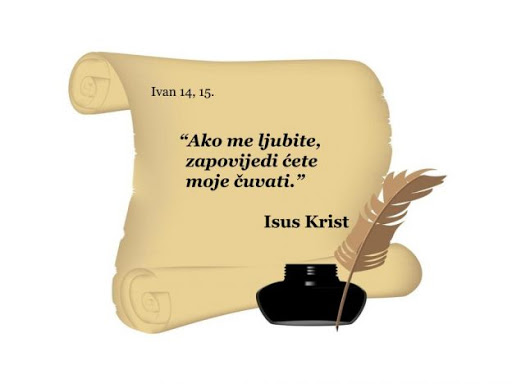 Ivan 14, 15.
“Ako me ljubite,
zapovijedi ćete
moje čuvati.”
Isus Krist